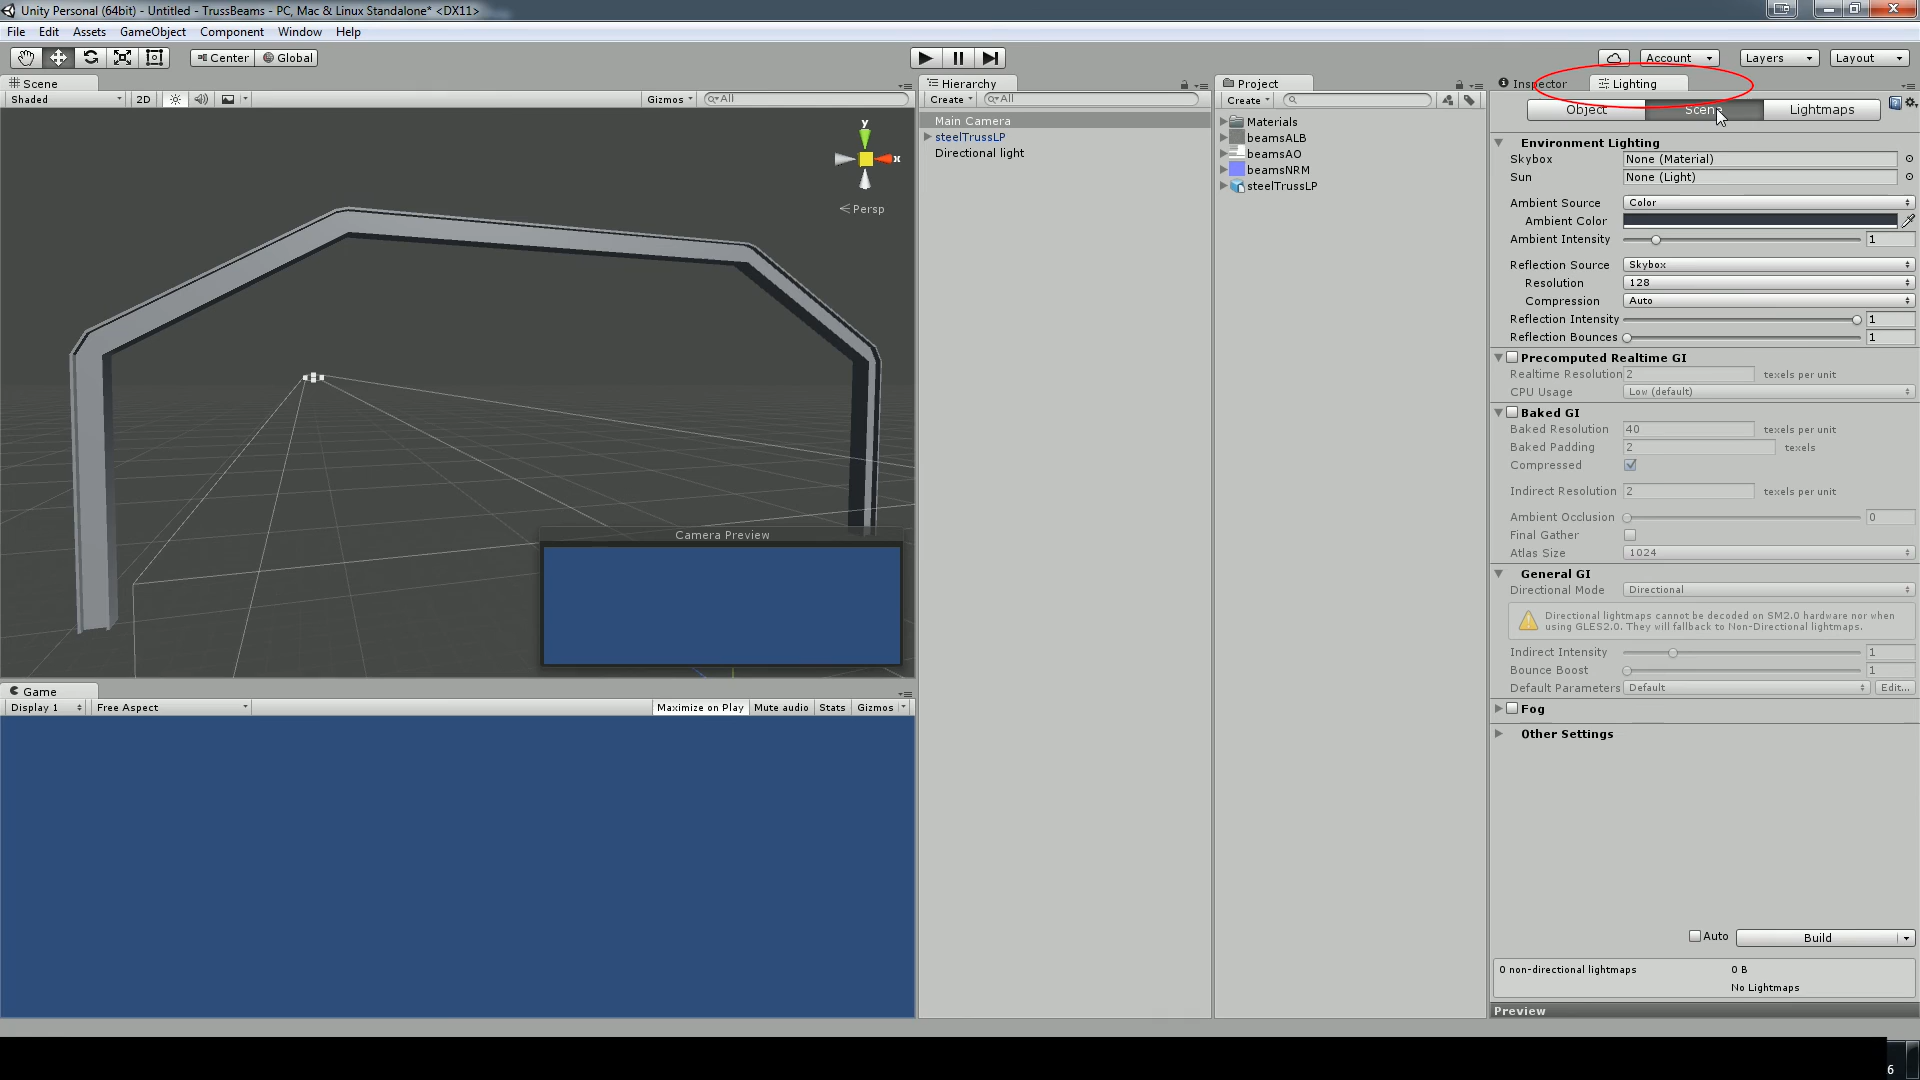 Unity Personal (64bit) - Untitled - TrussBeams - PC, Mac & Linux Standalone* <DX11>
File Edit Assets GameObject Component Window Help
Center Global Account Layers Layout
Scene
Shaded 2D Gizmos All
y
x
Persp
Camera Preview
Game
Display 1 Free Aspect Maximize on Play Mute audio Stats Gizmos
Hierarchy
Create All
Main Camera
steelTrussLP
Directional light
Project
Create
Materials
beamsALB
beamsAO
beamsNRM
steelTrussLP
Inspector Lighting
Object Scene Lightmaps
Environment Lighting
Skybox None (Material)
Sun None (Light)
Ambient Source Color
Ambient Color
Ambient Intensity 1
Reflection Source Skybox
Resolution 128
Compression Auto
Reflection Intensity 1
Reflection Bounces 1
Precomputed Realtime GI
Realtime Resolution 2 texels per unit
CPU Usage Low (default)
Baked GI
Baked Resolution 40 texels per unit
Baked Padding 2 texels
Compressed
Indirect Resolution 2 texels per unit
Ambient Occlusion 0
Final Gather
Atlas Size 1024
General GI
Directional Mode Directional
Directional lightmaps cannot be decoded on SM2.0 hardware nor when
using GLES2.0. They will fallback to Non-Directional lightmaps.
Indirect Intensity 1
Bounce Boost 1
Default Parameters Default Edit...
Fog
Other Settings
Auto Build
0 non-directional lightmaps 0 B
No Lightmaps
Preview
6